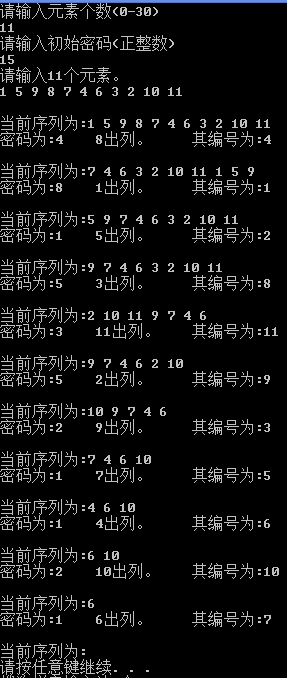 请输入元素个数(0-30)
11
请输入初始密码(正整数)
15
请输入11个元素。
1 5 9 8 7 4 6 3 2 10 11
当前序列为:1 5 9 8 7 4 6 3 2 10 11
密码为:4 8出列。 其编号为:4
当前序列为:7 4 6 3 2 10 11 1 5 9
密码为:8 1出列。 其编号为:1
当前序列为:5 9 7 4 6 3 2 10 11
密码为:1 5出列。 其编号为:2
当前序列为:9 7 4 6 3 2 10 11
密码为:5 3出列。 其编号为:8
当前序列为:2 10 11 9 7 4 6
密码为:3 11出列。 其编号为:11
当前序列为:9 7 4 6 2 10
密码为:5 2出列。 其编号为:9
当前序列为:10 9 7 4 6
密码为:2 9出列。 其编号为:3
当前序列为:7 4 6 10
密码为:1 7出列。 其编号为:5
当前序列为:4 6 10
密码为:1 4出列。 其编号为:6
当前序列为:6 10
密码为:2 10出列。 其编号为:10
当前序列为:6
密码为:1 6出列。 其编号为:7
当前序列为:
请按任意键继续. . .